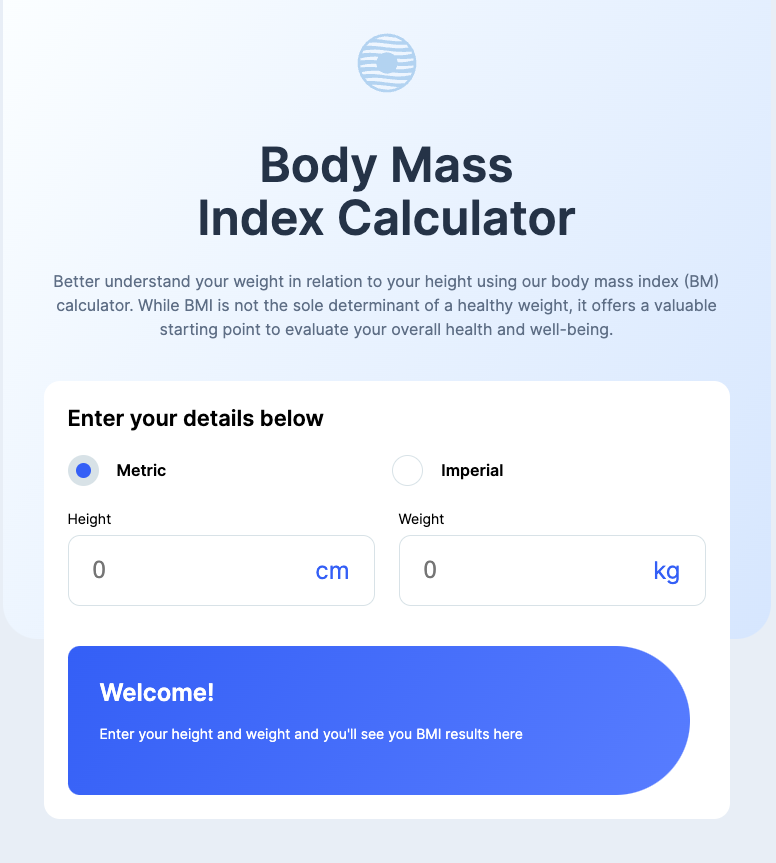 Body Mass
Index Calculator
Better understand your weight in relation to your height using our body mass index (BM)
calculator. While BMI is not the sole determinant of a healthy weight, it offers a valuable
starting point to evaluate your overall health and well-being.
Enter your details below
Metric
Imperial
Height
Weight
0 cm
0 kg
Welcome!
Enter your height and weight and you'll see you BMI results here